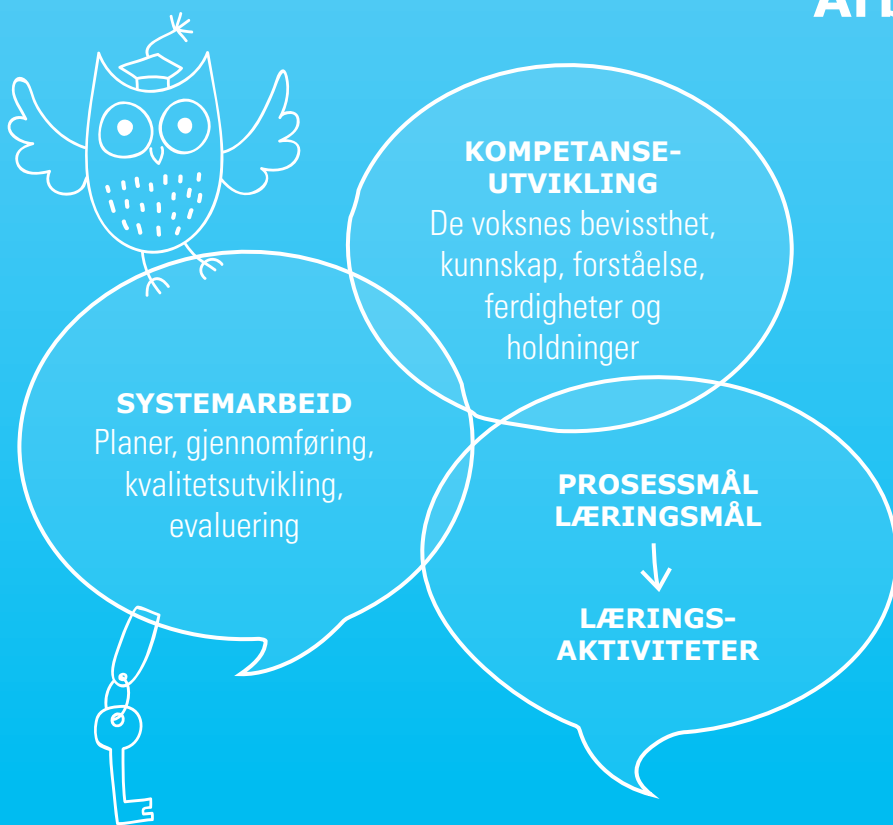 KOMPETANSE-
UTVIKLING
De voksnes bevissthet,
kunnskap, forståelse,
ferdigheter og
holdninger
SYSTEMARBEID
Planer, gjennomføring,
kvalitetsutvikling,
evaluering
PROSESSMÅL
LÆRINGSMÅL
LÆRINGS-
AKTIVITETER